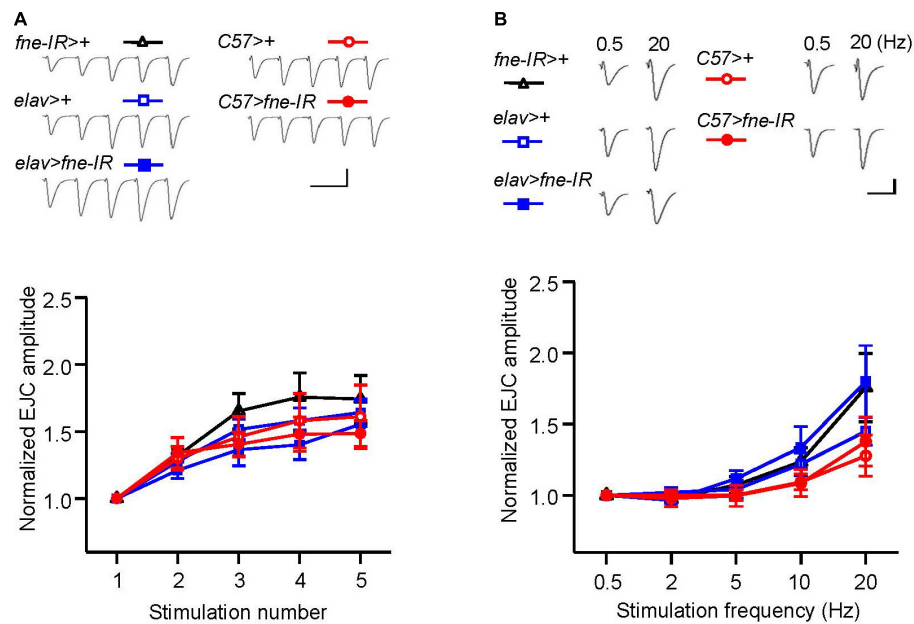 A
fne-IR>+
C57>+
elav>+
C57>fne-IR
elav>fne-IR
Normalized EJC amplitude
2.5
2.0
1.5
1.0
1 2 3 4 5
Stimulation number
B
0.5 20
0.5 20 (Hz)
fne-IR>+
C57>+
elav>+
C57>fne-IR
elav>fne-IR
Normalized EJC amplitude
2.5
2.0
1.5
1.0
0.5 2 5 10 20
Stimulation frequency (Hz)